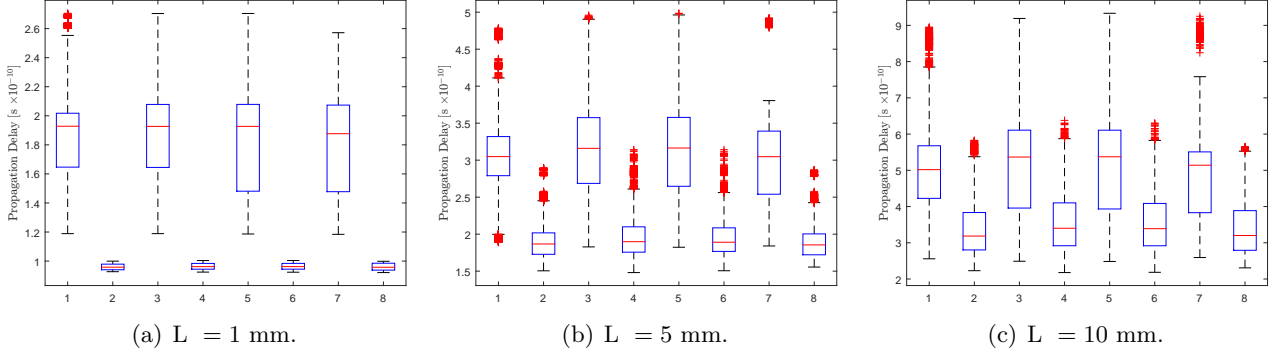 Propagation Delay [s ×10⁻¹⁰]
2.6
2.4
2.2
2
1.8
1.6
1.4
1.2
1
1 2 3 4 5 6 7 8
(a) L = 1 mm.
Propagation Delay [s ×10⁻¹⁰]
5
4.5
4
3.5
3
2.5
2
1.5
1 2 3 4 5 6 7 8
(b) L = 5 mm.
Propagation Delay [s ×10⁻¹⁰]
9
8
7
6
5
4
3
2
1 2 3 4 5 6 7 8
(c) L = 10 mm.